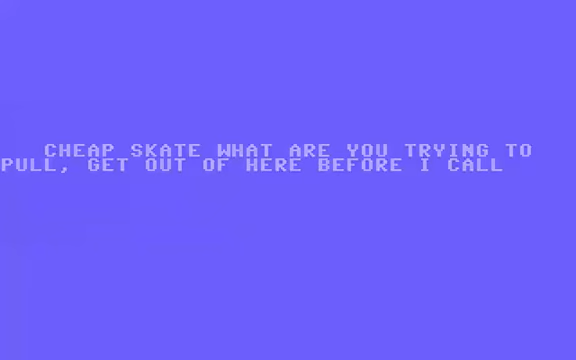 CHEAP SKATE WHAT ARE YOU TRYING TO
PULL, GET OUT OF HERE BEFORE I CALL